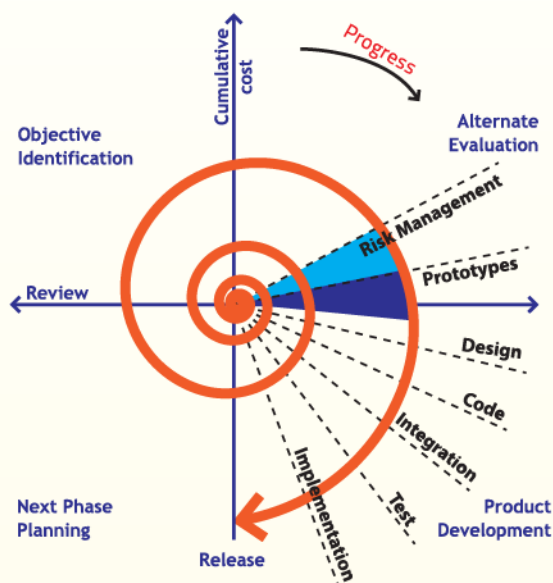 Cumulative
cost
Progress
Objective
Identification
Alternate
Evaluation
Risk Management
Prototypes
Review
Design
Code
Integration
Test
Implementation
Next Phase
Planning
Product
Development
Release